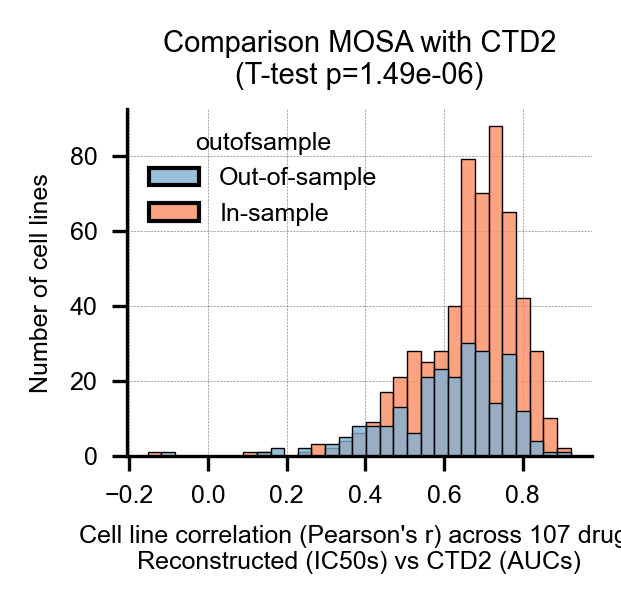 Comparison MOSA with CTD2
(T-test p=1.49e-06)
outofsample
Out-of-sample
In-sample
Number of cell lines
80
60
40
20
0
−0.2 0.0 0.2 0.4 0.6 0.8
Cell line correlation (Pearson's r) across 107 drug
Reconstructed (IC50s) vs CTD2 (AUCs)